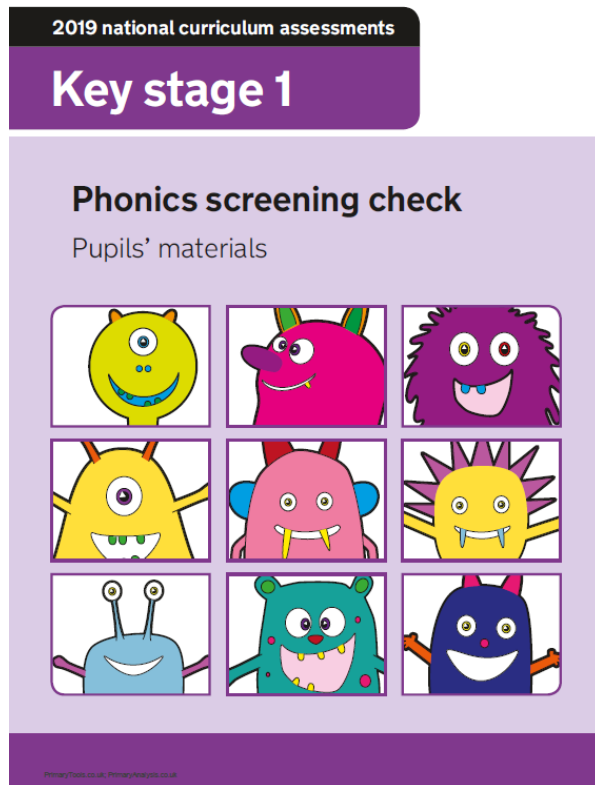 2019 national curriculum assessments
Key stage 1
Phonics screening check
Pupils’ materials
PrimaryTools.co.uk PrimaryAnalysis.co.uk